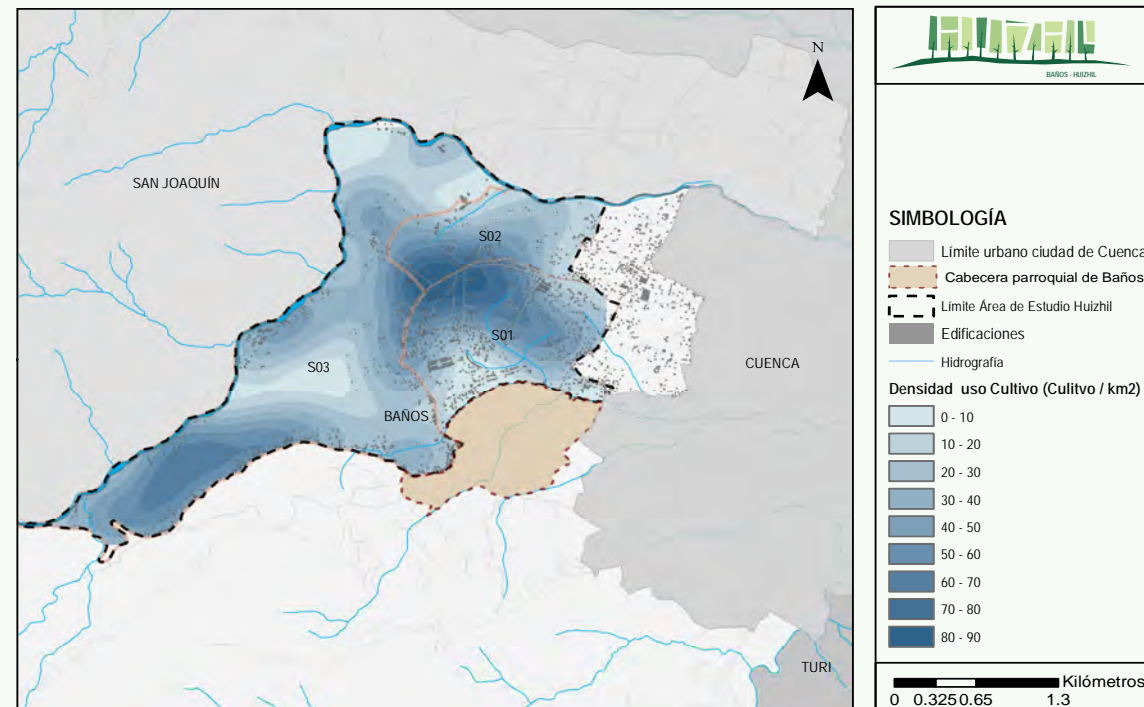 N
SAN JOAQUÍN
S02
S01
S03
CUENCA
BAÑOS
TURI
HUIZHIL
BAÑOS - HUIZHIL
SIMBOLOGÍA
Límite urbano ciudad de Cuenca
Cabecera parroquial de Baños
Límite Área de Estudio Huizhil
Edificaciones
Hidrografía
Densidad uso Cultivo (Culitvo / km2)
0 - 10
10 - 20
20 - 30
30 - 40
40 - 50
50 - 60
60 - 70
70 - 80
80 - 90
Kilómetros
0 0.325 0.65 1.3